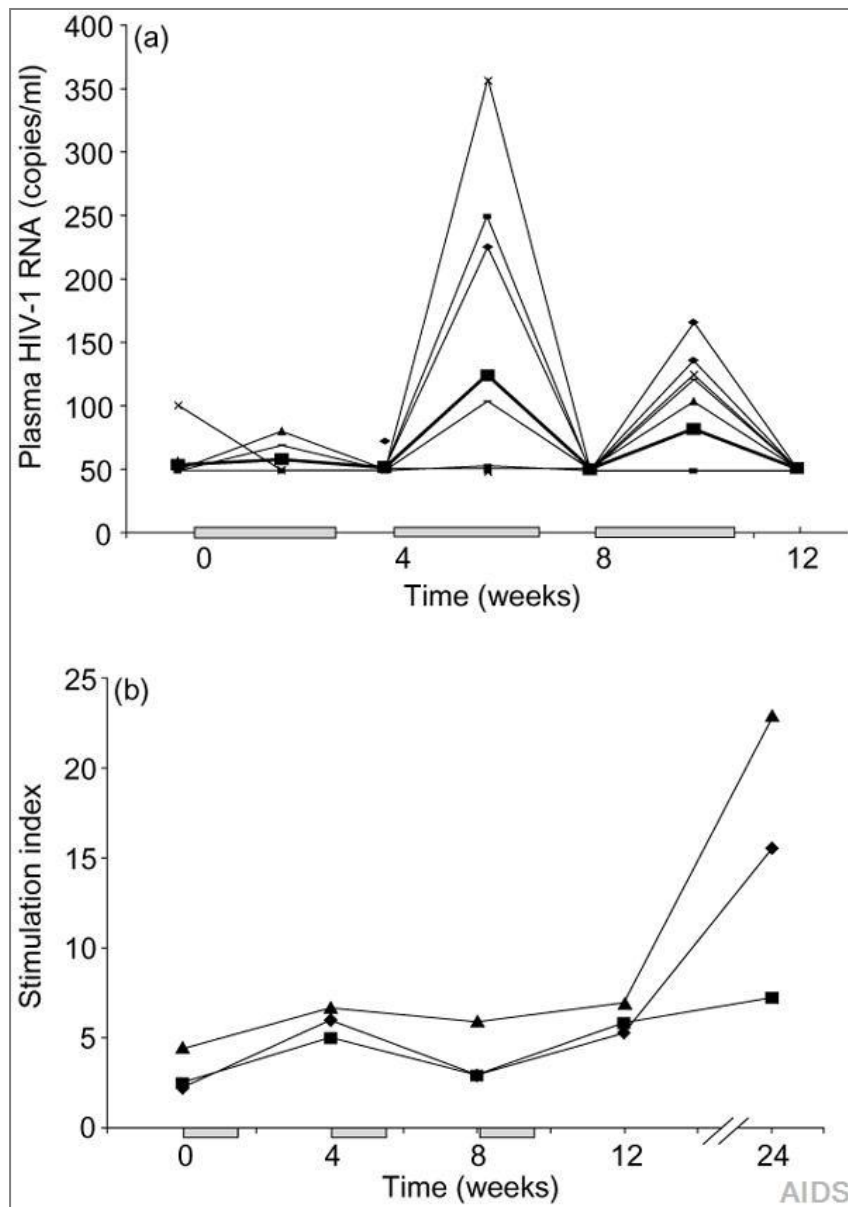 (a)
Plasma HIV-1 RNA (copies/ml)
400
350
300
250
200
150
100
50
0
0 4 8 12
Time (weeks)
(b)
Stimulation index
25
20
15
10
5
0
0 4 8 12 24
Time (weeks)
AIDS